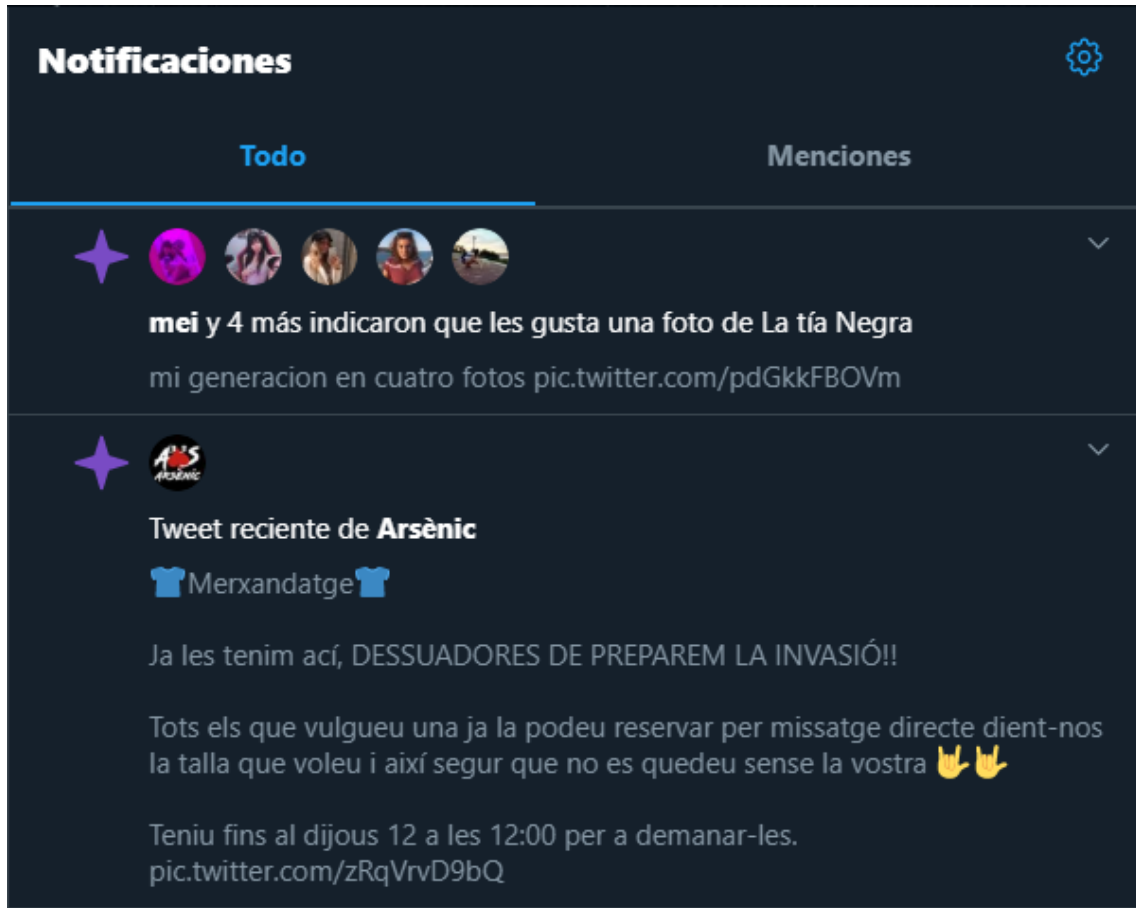 Notificaciones
Todo
Menciones
mei y 4 más indicaron que les gusta una foto de La tía Negra
mi generacion en cuatro fotos pic.twitter.com/pdGkkFBOVm
ARSÈNIC
Tweet reciente de Arsènic
👕Merxandatge👕
Ja les tenim ací, DESSUADORES DE PREPAREM LA INVASIÓ!!
Tots els que vulgueu una ja la podeu reservar per missatge directe dient-nos
la talla que voleu i així segur que no es quedeu sense la vostra 🤟🤟
Teniu fins al dijous 12 a les 12:00 per a demanar-les.
pic.twitter.com/zRqVrvD9bQ